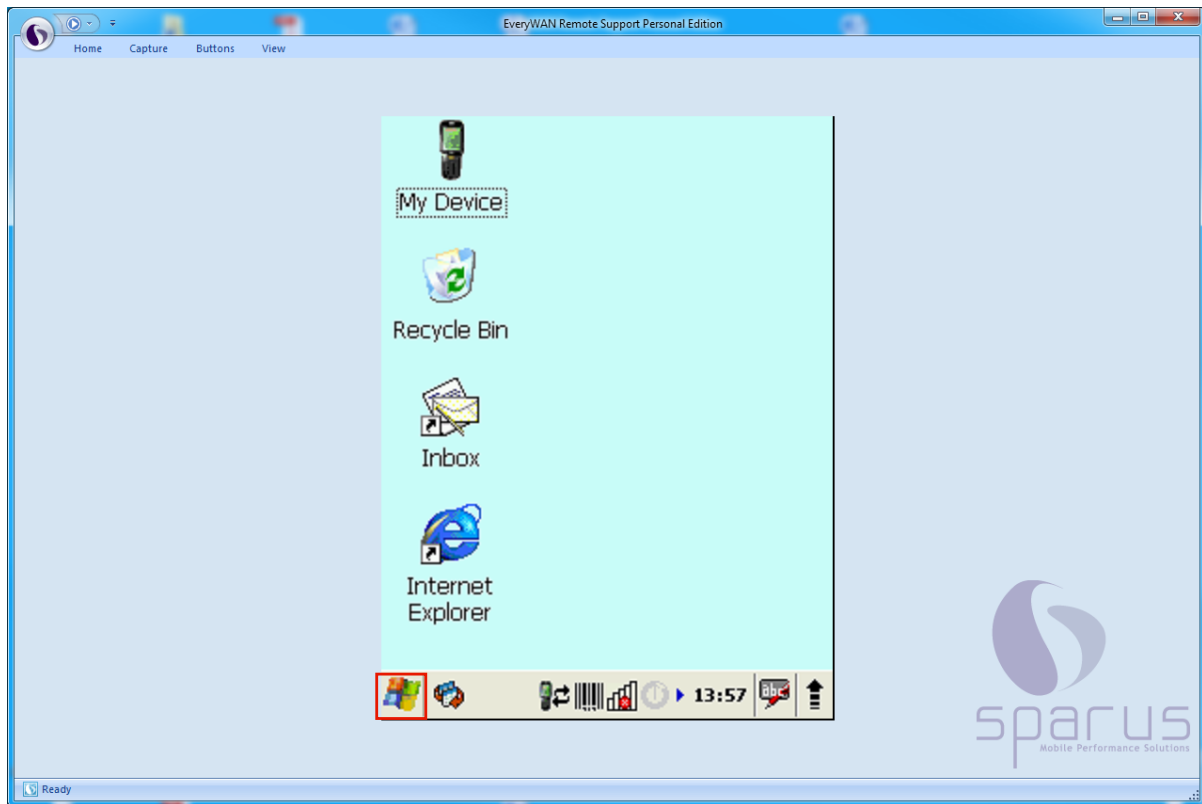 EveryWAN Remote Support Personal Edition
Home Capture Buttons View
My Device
Recycle Bin
Inbox
Internet
Explorer
13:57
abc
sparus
Mobile Performance Solutions
Ready